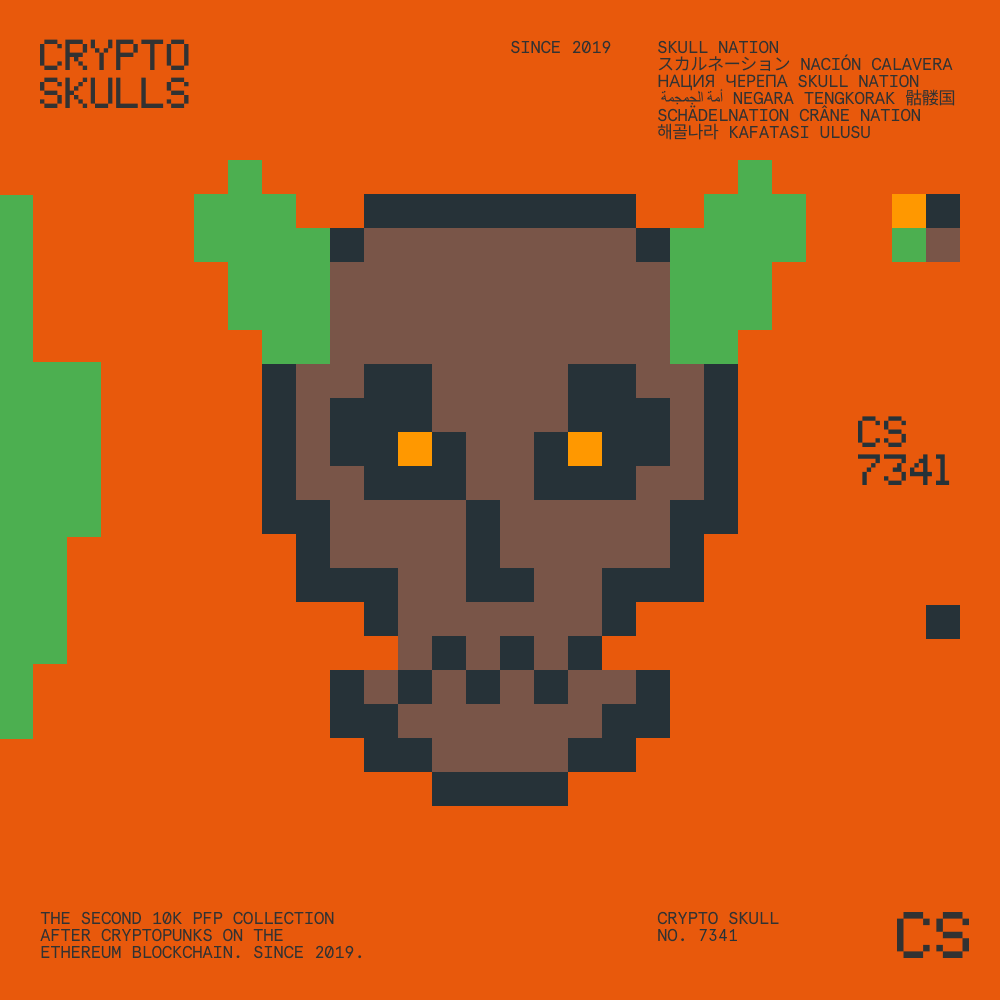 CRYPTO
SKULLS
SINCE 2019
SKULL NATION
スカルネーション NACIÓN CALAVERA
НАЦИЯ ЧЕРЕПА SKULL NATION
أمة الجمجمة NEGARA TENGKORAK 骷髅国
SCHÄDELNATION CRÂNE NATION
해골나라 KAFATASI ULUSU
CS
7341
THE SECOND 10K PFP COLLECTION
AFTER CRYPTOPUNKS ON THE
ETHEREUM BLOCKCHAIN. SINCE 2019.
CRYPTO SKULL
NO. 7341
CS